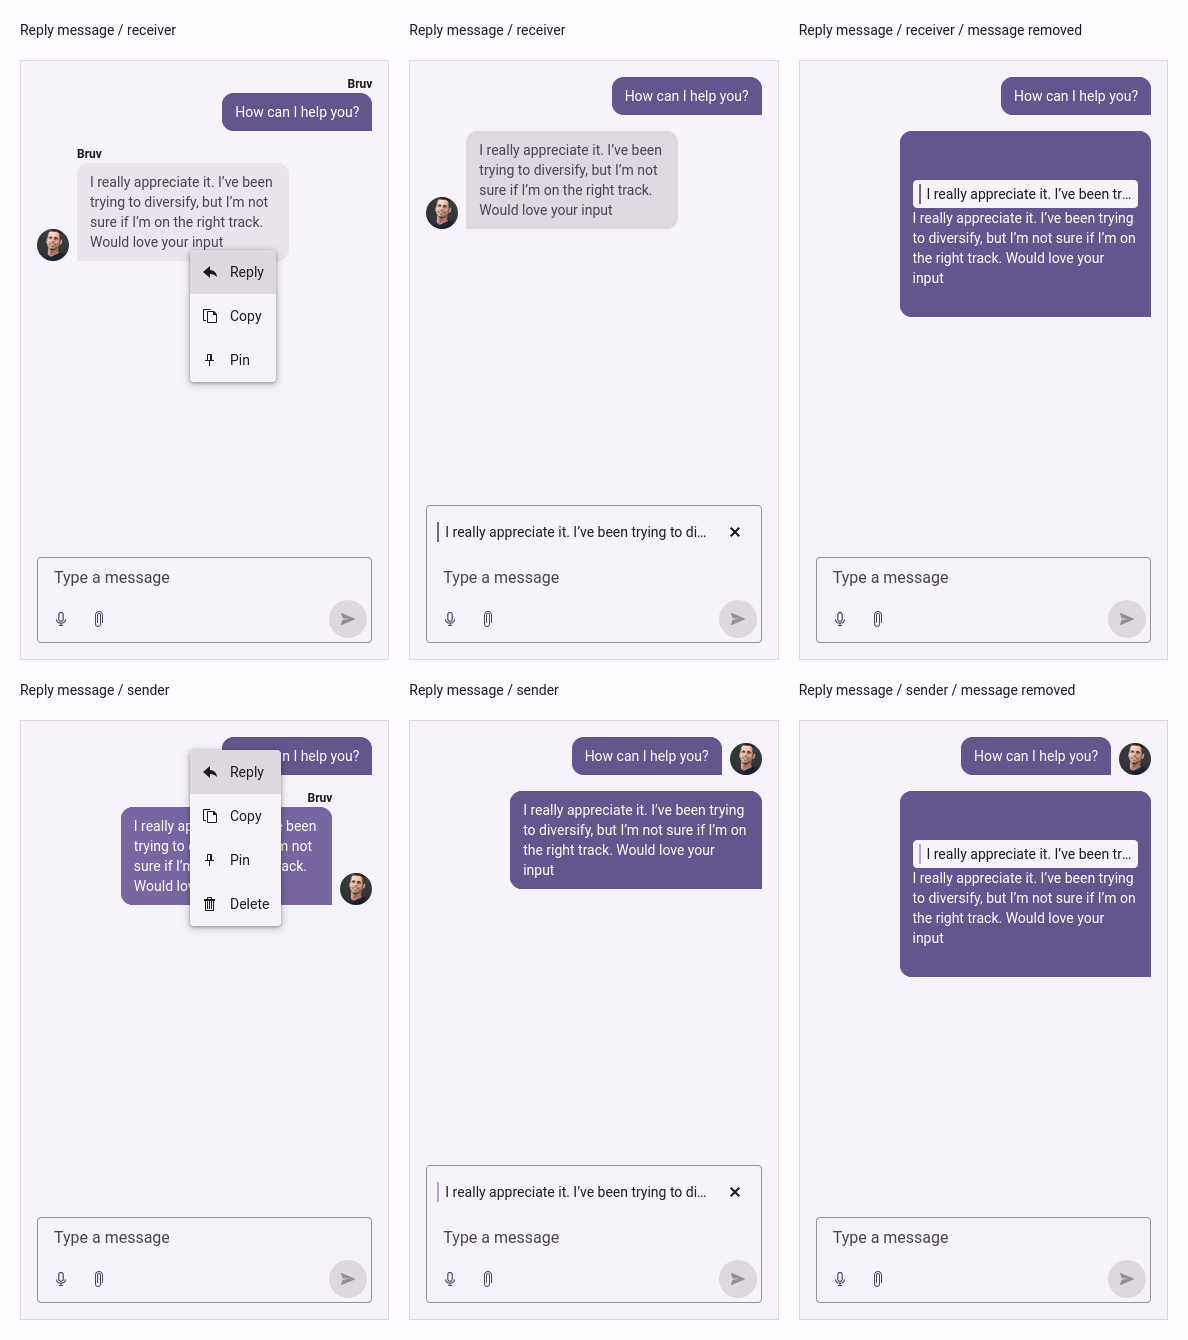 Reply message / receiver
Bruv
How can I help you?
Bruv
I really appreciate it. I’ve been
trying to diversify, but I’m not
sure if I’m on the right track.
Would love your input
Reply
Copy
Pin
Type a message
Reply message / receiver
How can I help you?
I really appreciate it. I’ve been
trying to diversify, but I’m not
sure if I’m on the right track.
Would love your input
I really appreciate it. I’ve been trying to di...
Type a message
Reply message / receiver / message removed
How can I help you?
I really appreciate it. I’ve been tr...
I really appreciate it. I’ve been trying
to diversify, but I’m not sure if I’m on
the right track. Would love your
input
Type a message
Reply message / sender
n I help you?
Reply
Bruv
Copy
I really ap
been
trying to
m not
Pin
sure if I’m
ack.
Would lov
Delete
Type a message
Reply message / sender
How can I help you?
I really appreciate it. I’ve been trying
to diversify, but I’m not sure if I’m on
the right track. Would love your
input
I really appreciate it. I’ve been trying to di...
Type a message
Reply message / sender / message removed
How can I help you?
I really appreciate it. I’ve been tr...
I really appreciate it. I’ve been trying
to diversify, but I’m not sure if I’m on
the right track. Would love your
input
Type a message